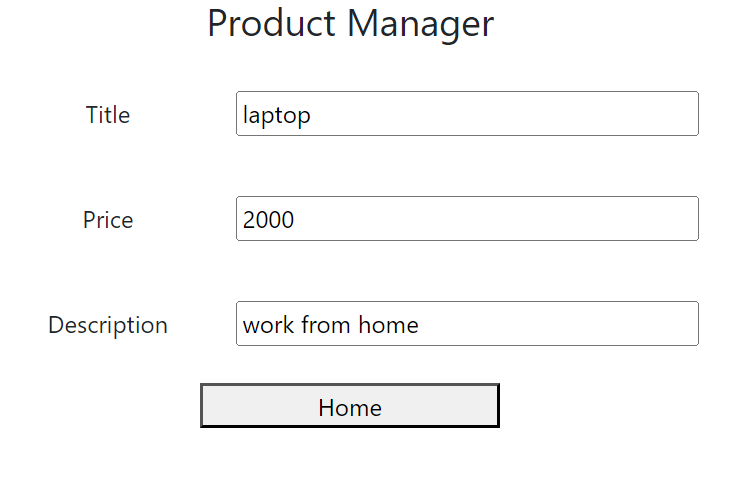 Product Manager
Title laptop
Price 2000
Description work from home
Home